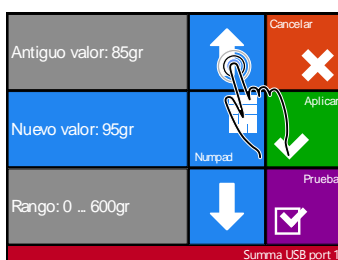 Cancelar
Antiguo valor: 85gr
Aplicar
Nuevo valor: 95gr
Numpad
Prueba
Rango: 0 ... 600gr
Summa USB port 1